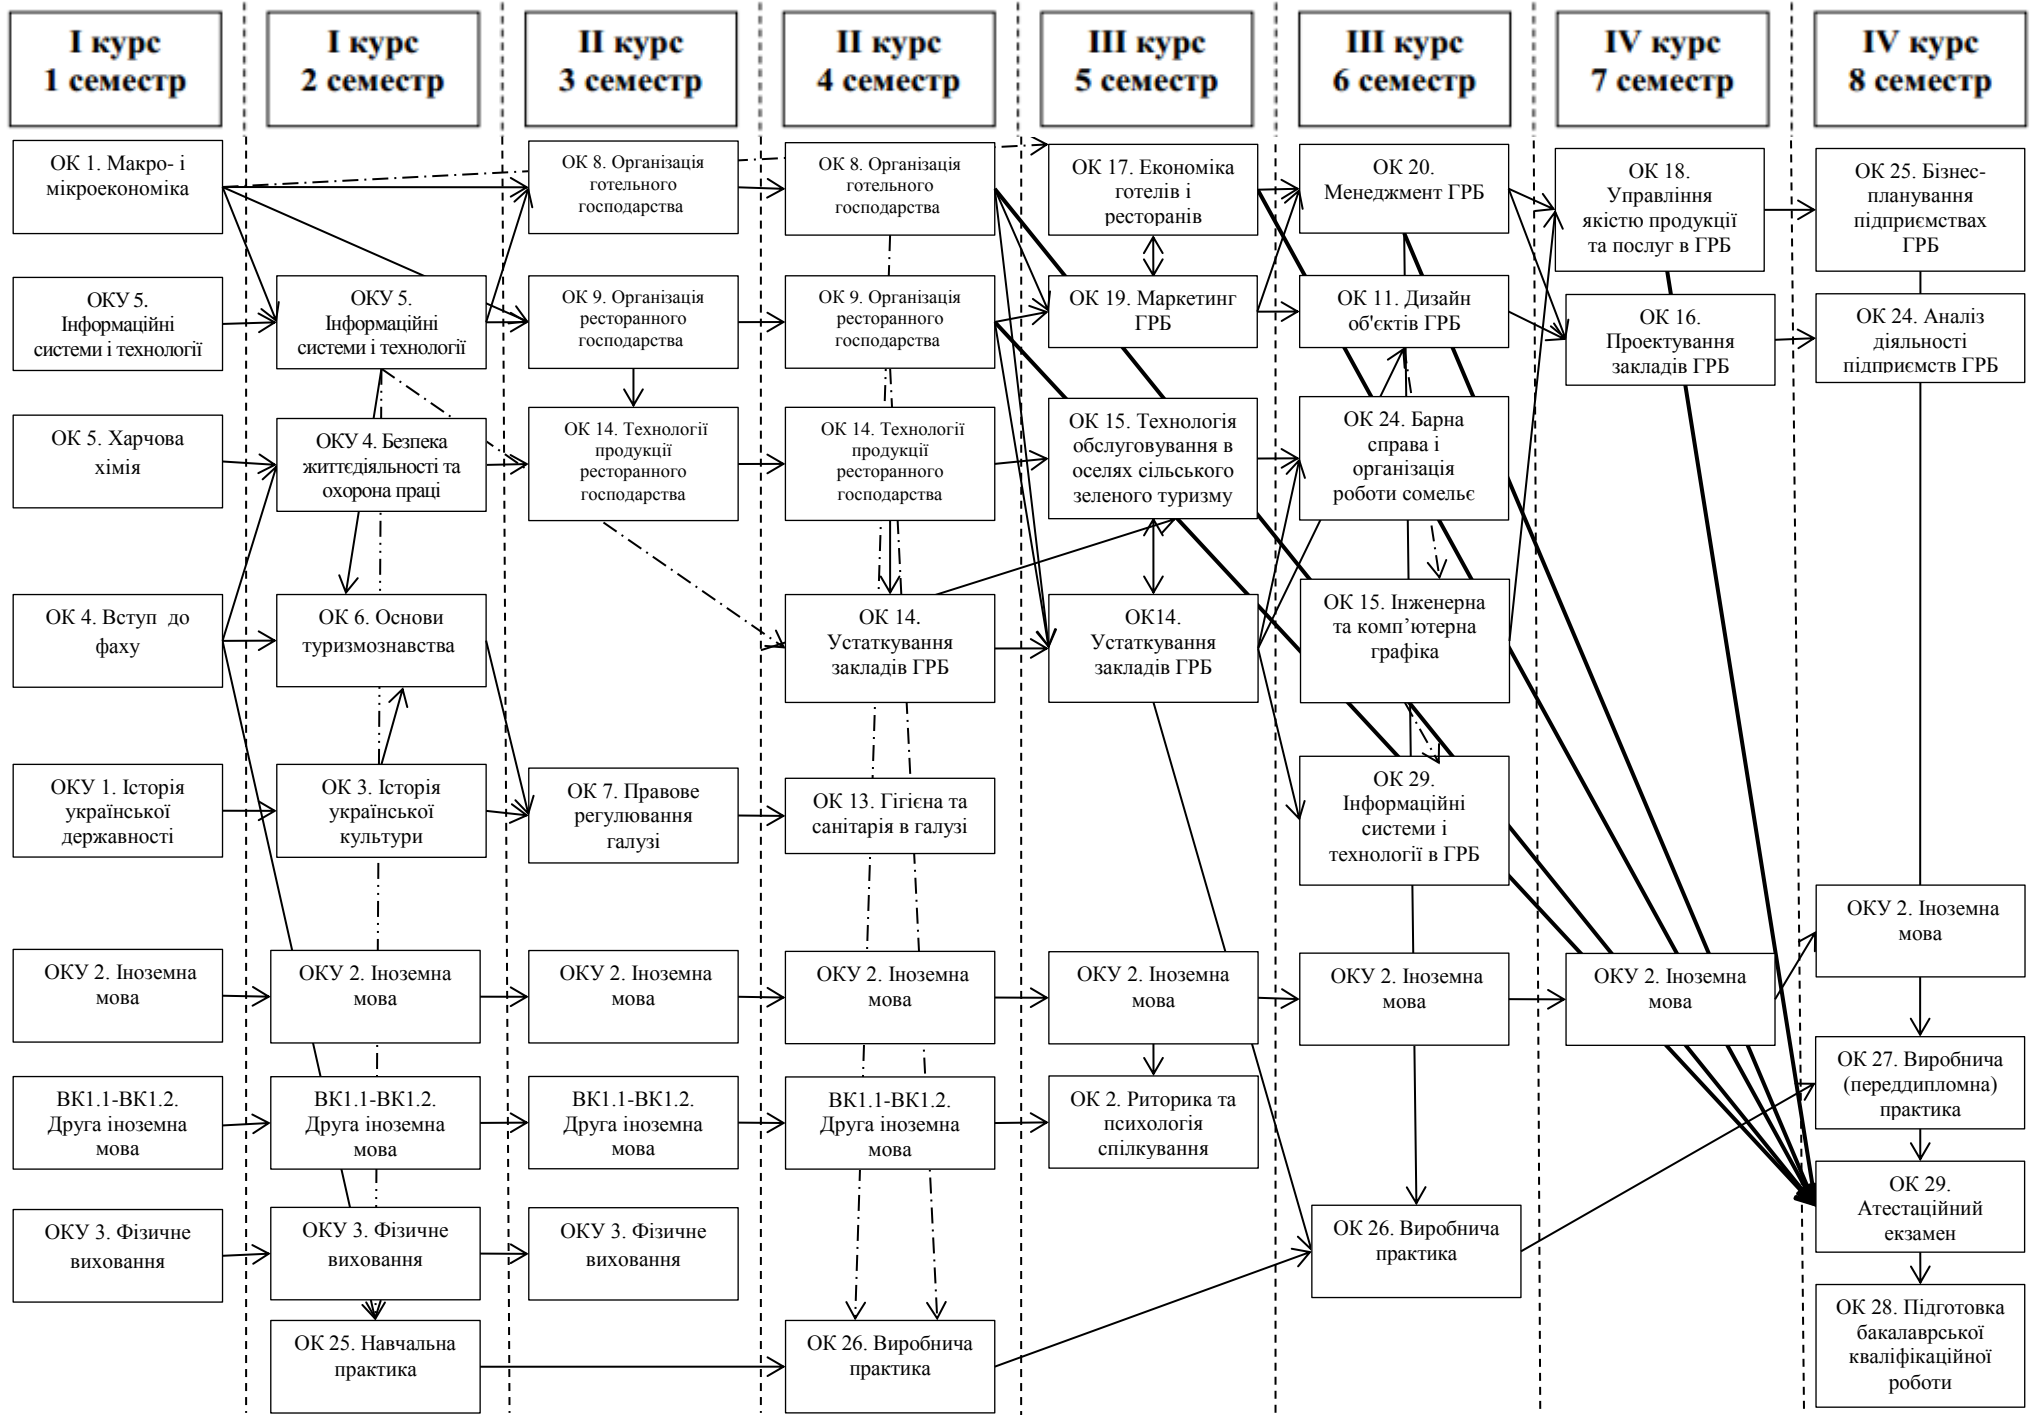 І курс
1 семестр
І курс
2 семестр
ІІ курс
3 семестр
ІІ курс
4 семестр
ІІІ курс
5 семестр
ІІІ курс
6 семестр
IV курс
7 семестр
IV курс
8 семестр
ОК 1. Макро- і
мікроекономіка
ОКУ 5.
Інформаційні
системи і технології
ОК 5. Харчова
хімія
ОК 4. Вступ до
фаху
ОКУ 1. Історія
української
державності
ОКУ 2. Іноземна
мова
ВК1.1-ВК1.2.
Друга іноземна
мова
ОКУ 3. Фізичне
виховання
ОКУ 5.
Інформаційні
системи і технології
ОКУ 4. Безпека
життєдіяльності та
охорона праці
ОК 6. Основи
туризмознавства
ОК 3. Історія
української
культури
ОКУ 2. Іноземна
мова
ВК1.1-ВК1.2.
Друга іноземна
мова
ОКУ 3. Фізичне
виховання
ОК 25. Навчальна
практика
ОК 8. Організація
готельного
господарства
ОК 9. Організація
ресторанного
господарства
ОК 14. Технології
продукції
ресторанного
господарства
ОК 7. Правове
регулювання
галузі
ОКУ 2. Іноземна
мова
ВК1.1-ВК1.2.
Друга іноземна
мова
ОКУ 3. Фізичне
виховання
ОК 8. Організація
готельного
господарства
ОК 9. Організація
ресторанного
господарства
ОК 14. Технології
продукції
ресторанного
господарства
ОК 14.
Устаткування
закладів ГРБ
ОК 13. Гігієна та
санітарія в галузі
ОКУ 2. Іноземна
мова
ВК1.1-ВК1.2.
Друга іноземна
мова
ОК 26. Виробнича
практика
ОК 17. Економіка
готелів і
ресторанів
ОК 19. Маркетинг
ГРБ
ОК 15. Технологія
обслуговування в
оселях сільського
зеленого туризму
ОК14.
Устаткування
закладів ГРБ
ОКУ 2. Іноземна
мова
ОК 2. Риторика та
психологія
спілкування
ОК 20.
Менеджмент ГРБ
ОК 11. Дизайн
об'єктів ГРБ
ОК 24. Барна
справа і
організація
роботи сомельє
ОК 15. Інженерна
та комп’ютерна
графіка
ОК 29.
Інформаційні
системи і
технології в ГРБ
ОКУ 2. Іноземна
мова
ОК 26. Виробнича
практика
ОК 18.
Управління
якістю продукції
та послуг в ГРБ
ОК 16.
Проектування
закладів ГРБ
ОКУ 2. Іноземна
мова
ОК 25. Бізнес-
планування
підприємствах
ГРБ
ОК 24. Аналіз
діяльності
підприємств ГРБ
ОКУ 2. Іноземна
мова
ОК 27. Виробнича
(переддипломна)
практика
ОК 29.
Атестаційний
екзамен
ОК 28. Підготовка
бакалаврської
кваліфікаційної
роботи